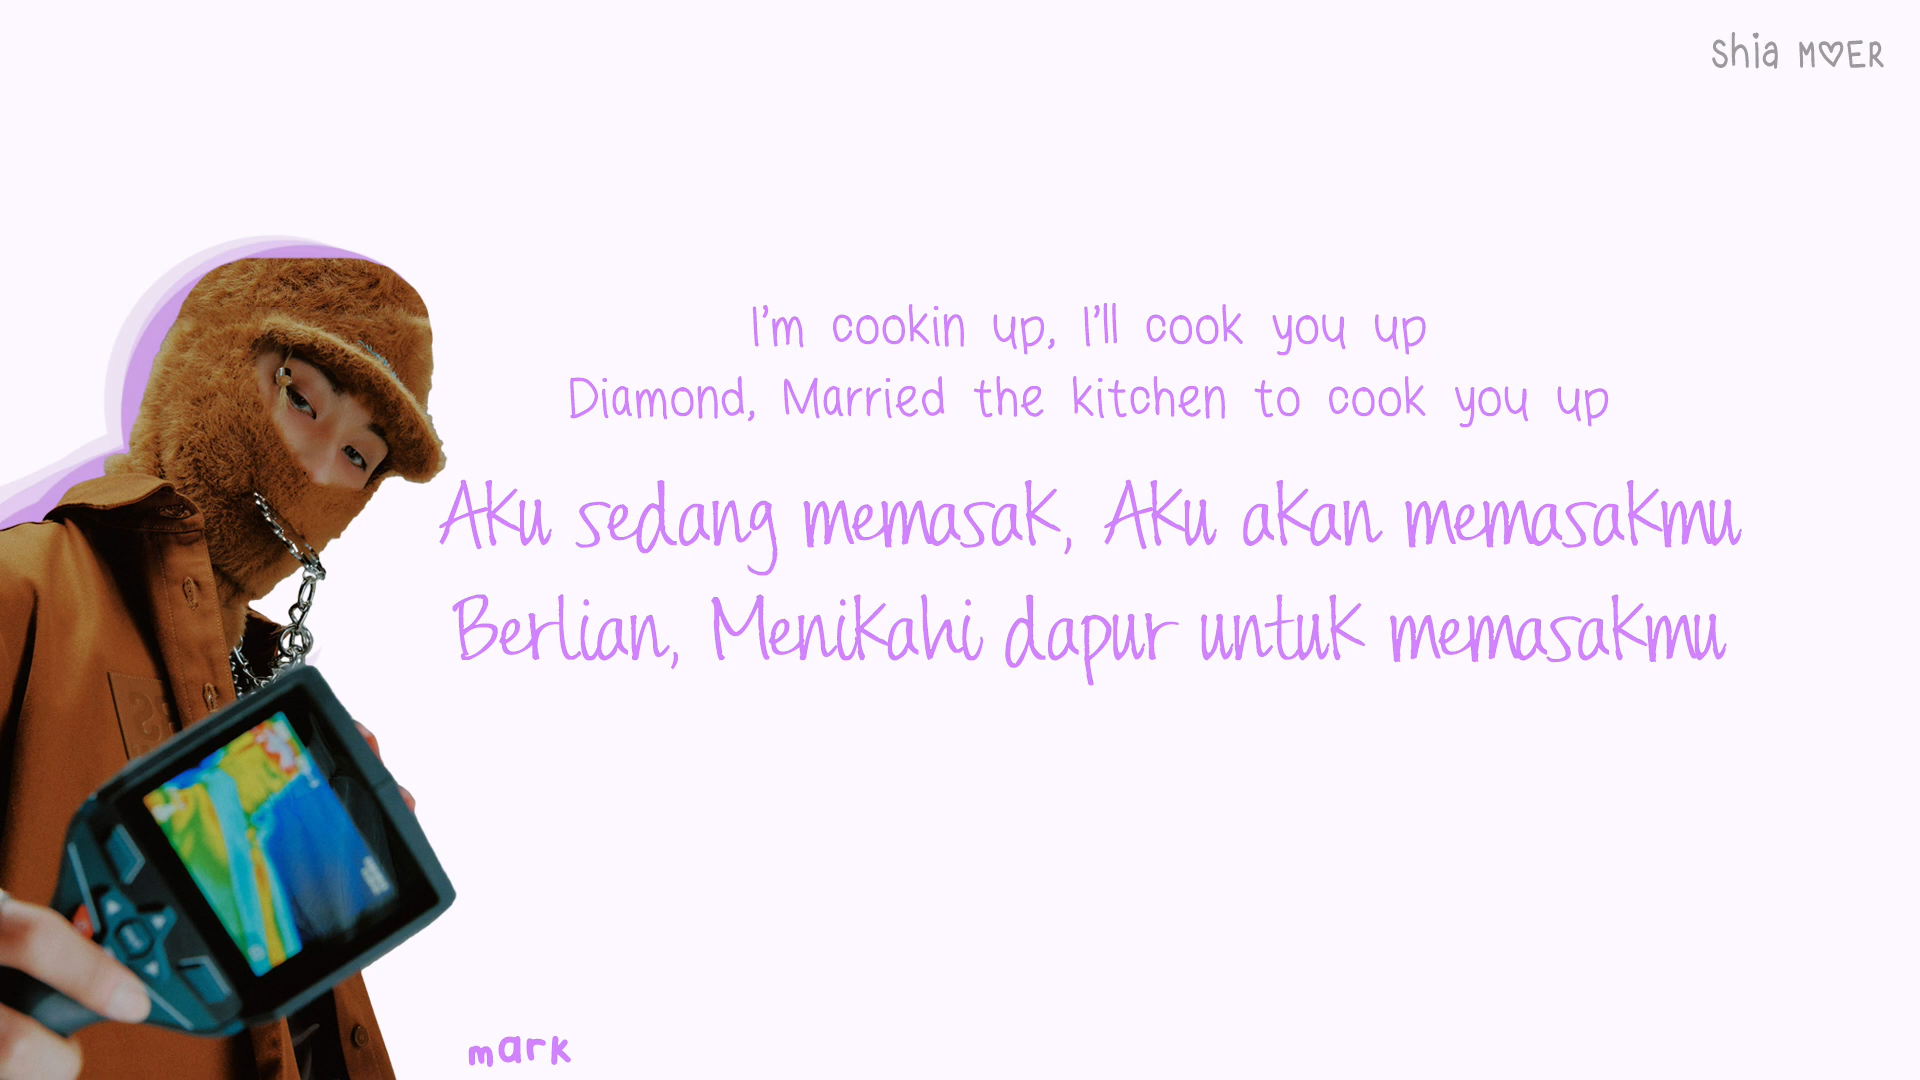 Shia M♡ER
I'm cookin up, I'll cook you up
Diamond, Married the kitchen to cook you up
Aku sedang memasak, Aku akan memasakmu
Berlian, Menikahi dapur untuk memasakmu
mark